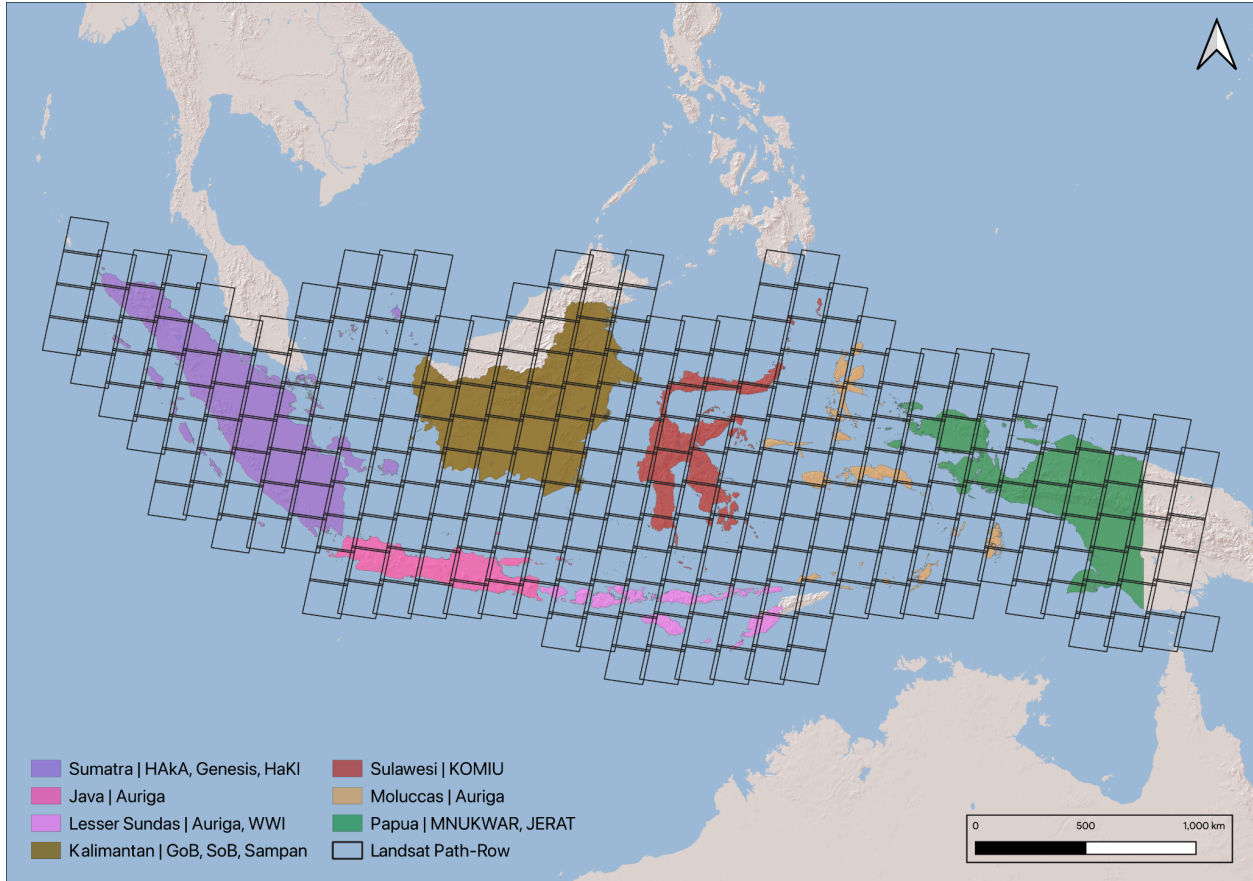 Sumatra | HAkA, Genesis, HaKI
Java | Auriga
Lesser Sundas | Auriga, WWI
Kalimantan | GoB, SoB, Sampan
Sulawesi | KOMIU
Moluccas | Auriga
Papua | MNUKWAR, JERAT
Landsat Path-Row
0 500 1,000 km